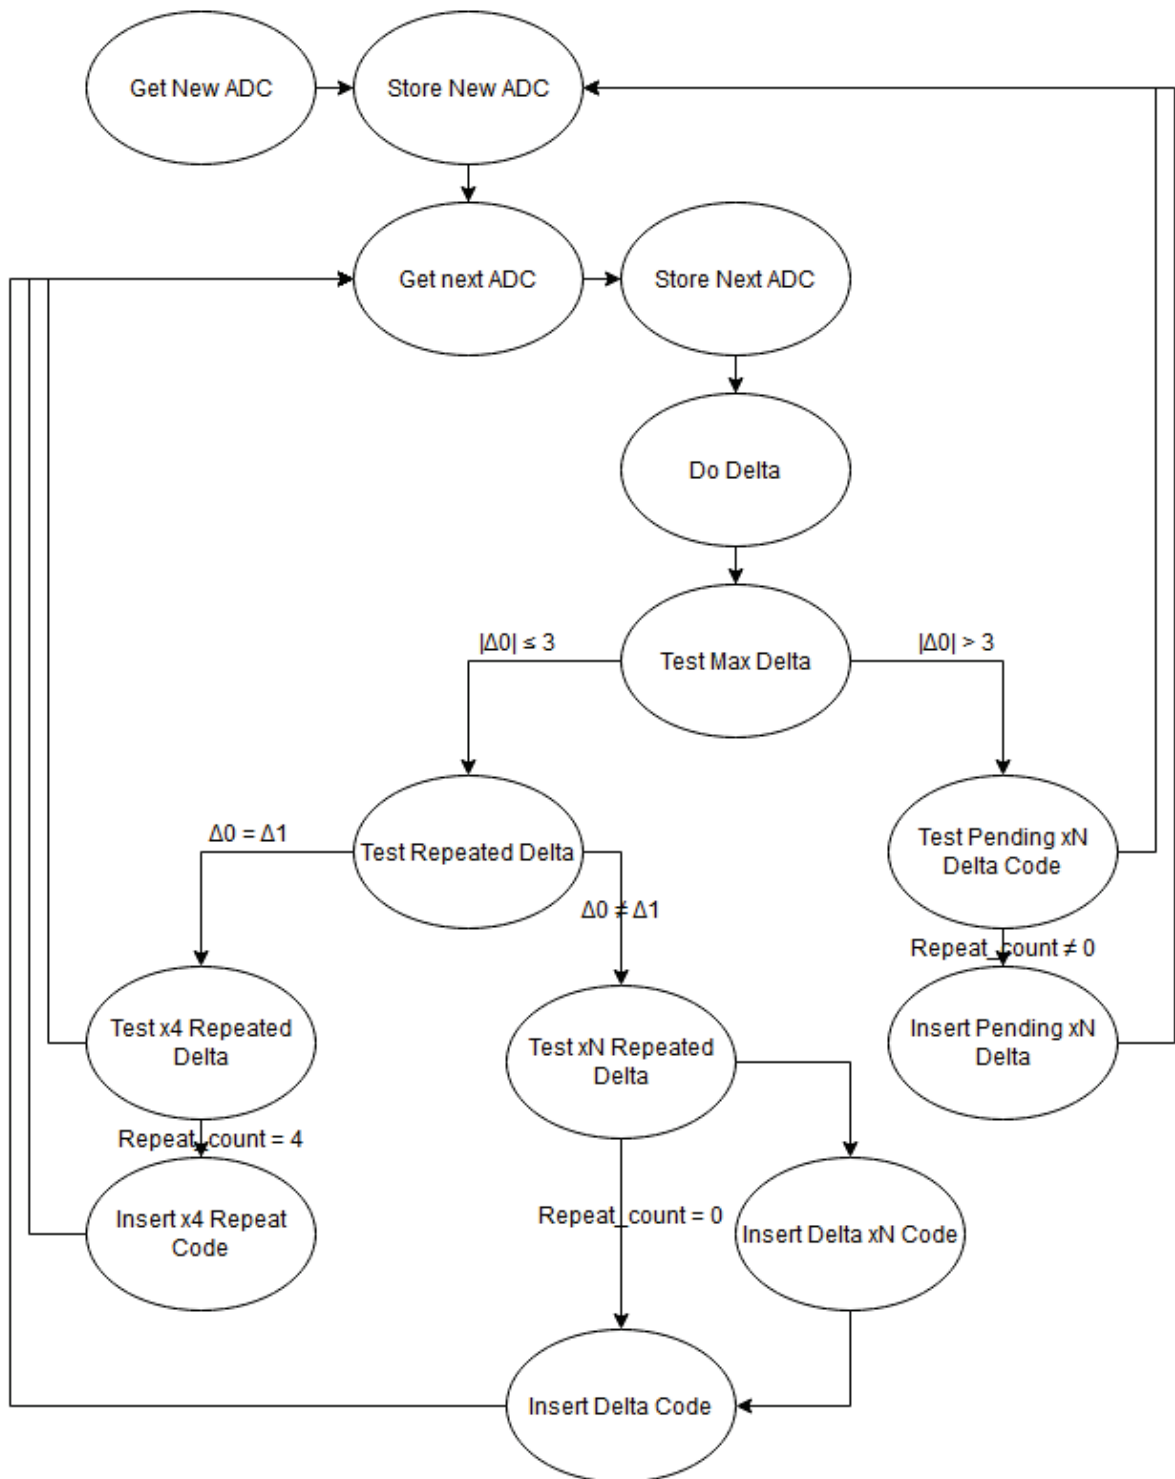 Get New ADC
Store New ADC
Get next ADC
Store Next ADC
Do Delta
|Δ0| ≤ 3
Test Max Delta
|Δ0| > 3
Δ0 = Δ1
Test Repeated Delta
Δ0 ≠ Δ1
Test Pending xN
Delta Code
Repeat_count ≠ 0
Test x4 Repeated
Delta
Test xN Repeated
Delta
Insert Pending xN
Delta
Repeat_count = 4
Insert x4 Repeat
Code
Repeat_count = 0
Insert Delta xN Code
Insert Delta Code